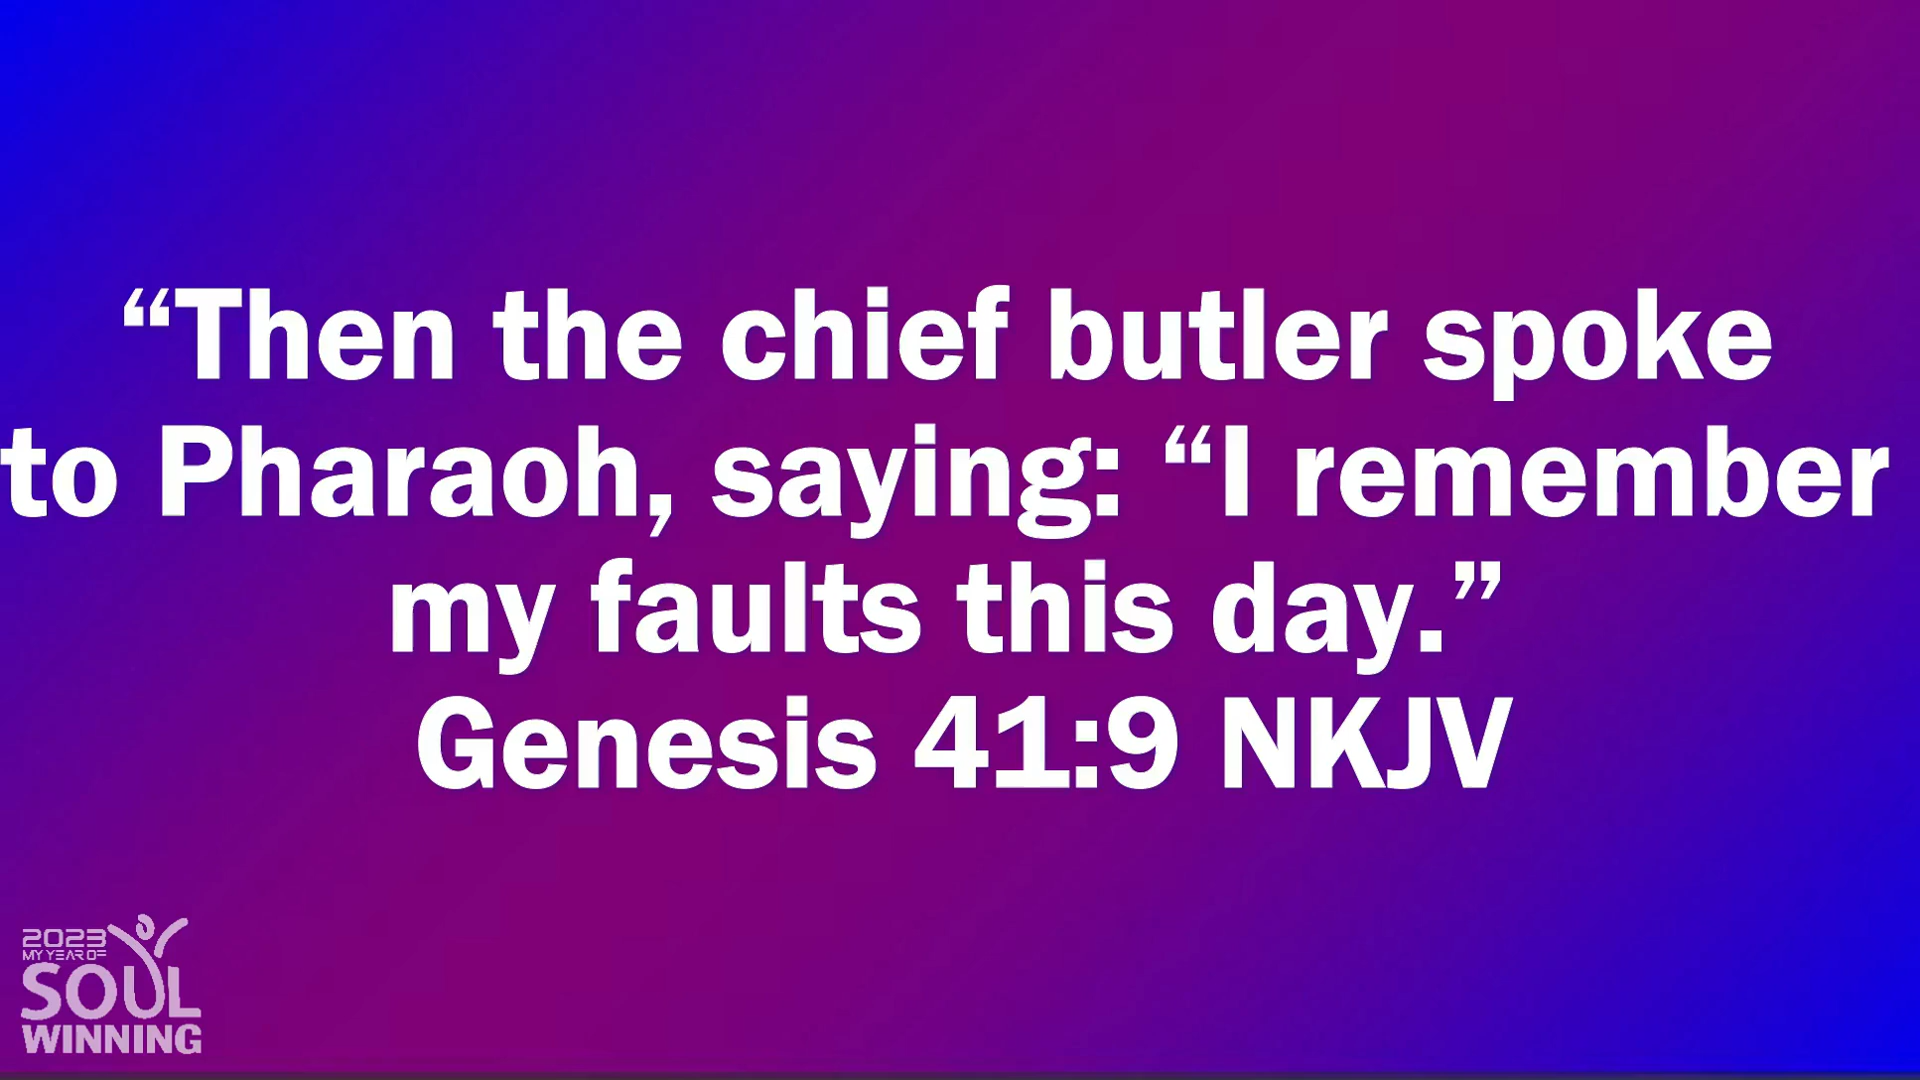 “Then the chief butler spoke
to Pharaoh, saying: “I remember
my faults this day.”
Genesis 41:9 NKJV
2023
MY YEAR OF
SOUL
WINNING